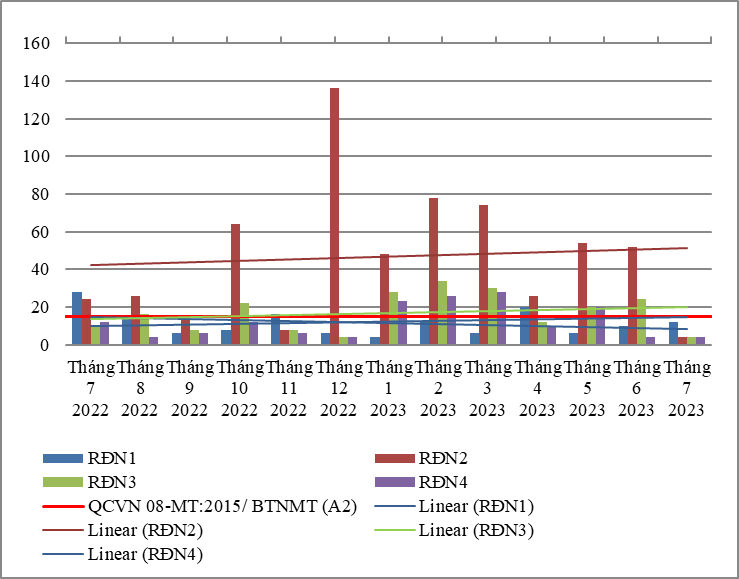 160
140
120
100
80
60
40
20
0
Tháng Tháng Tháng Tháng Tháng Tháng Tháng Tháng Tháng Tháng Tháng Tháng Tháng
7 8 9 10 11 12 1 2 3 4 5 6 7
2022 2022 2022 2022 2022 2022 2023 2023 2023 2023 2023 2023 2023
RĐN1 RĐN2
RĐN3 RĐN4
QCVN 08-MT:2015/ BTNMT (A2) Linear (RĐN1)
Linear (RĐN2) Linear (RĐN3)
Linear (RĐN4)